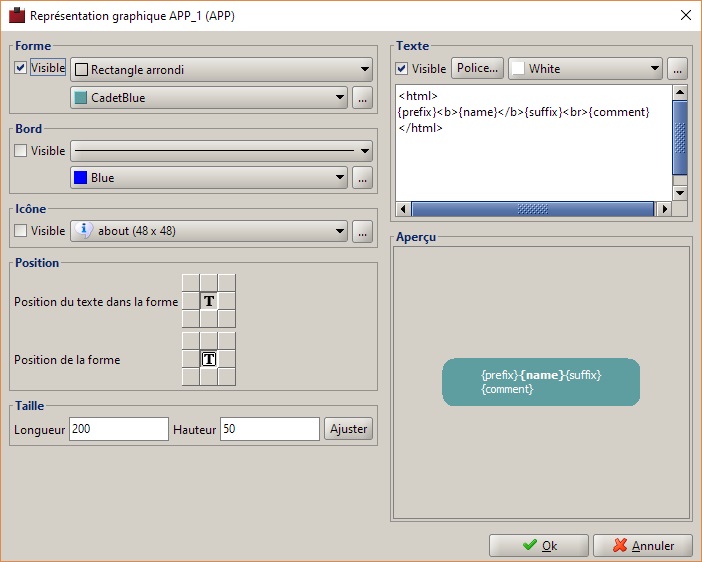 Représentation graphique APP_1 (APP)
Forme
Visible
Rectangle arrondi
CadetBlue
...
Bord
Visible
Blue
...
Icône
Visible
about (48 x 48)
...
Position
Position du texte dans la forme
T
Position de la forme
T
Taille
Longueur 200 Hauteur 50 Ajuster
Texte
Visible Police... White ...
<html>
{prefix}<b>{name}</b>{suffix}<br>{comment}
</html>
Aperçu
{prefix}{name}{suffix}
{comment}
Ok Annuler